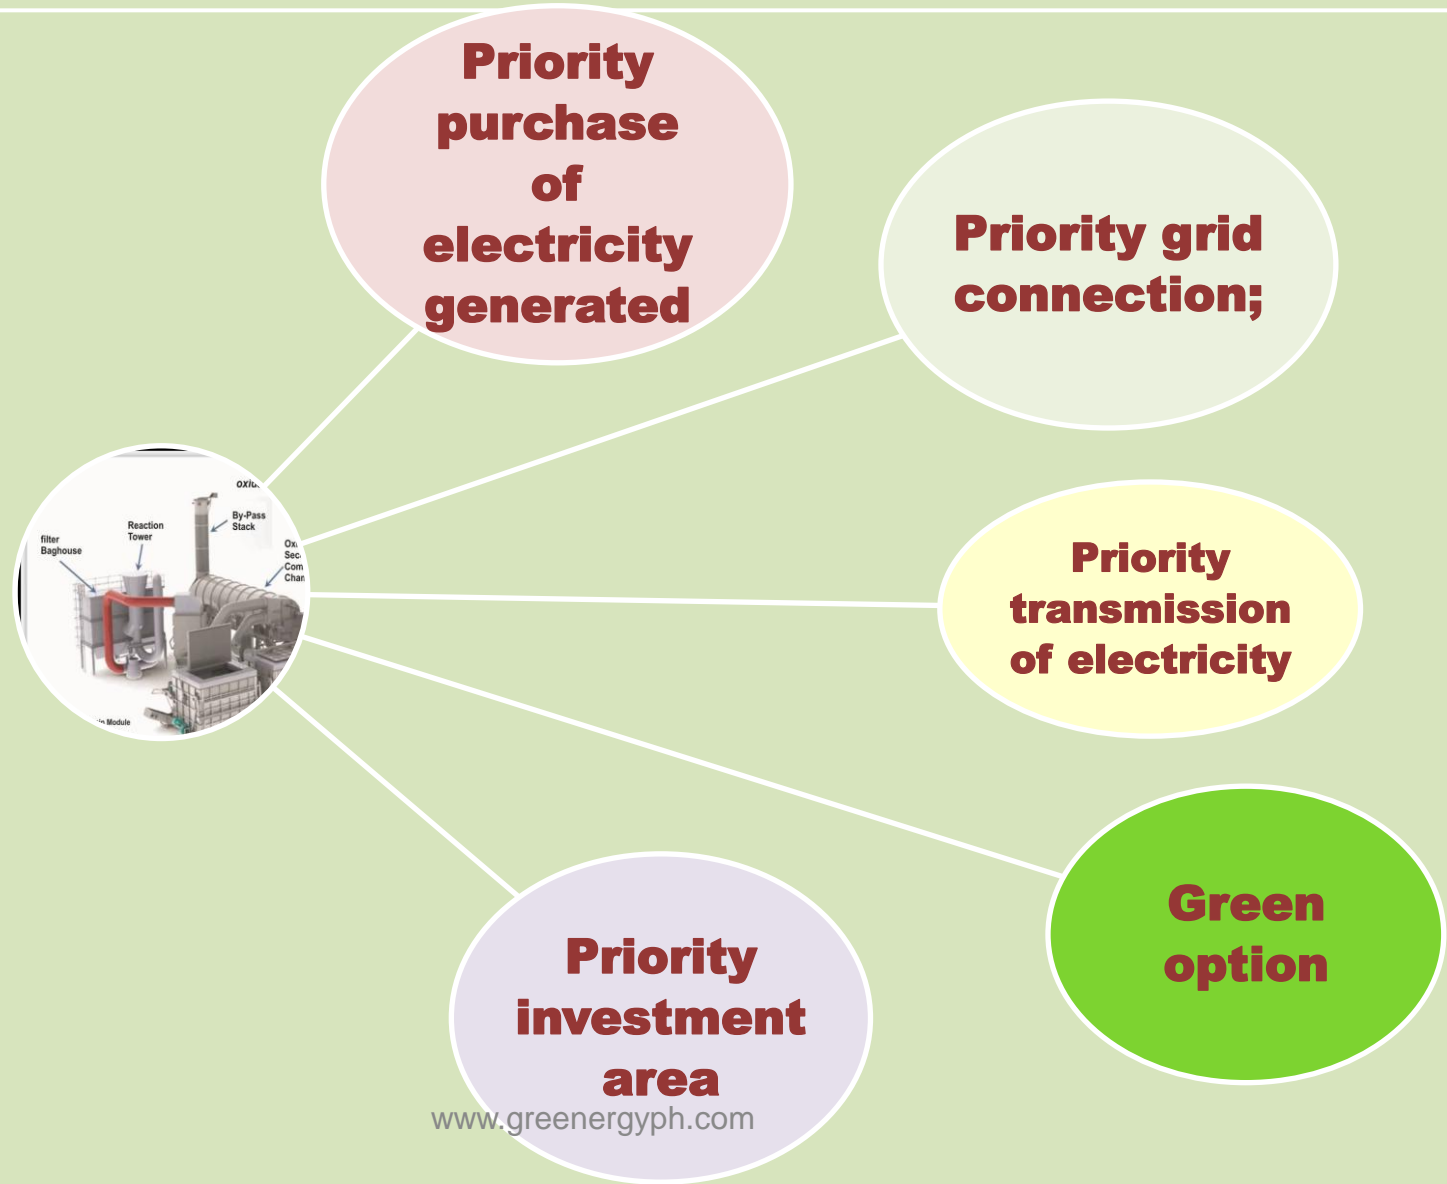 Priority
purchase
of
electricity
generated
Priority grid
connection;
By-Pass
Stack
Reaction
Tower
filter
Baghouse
Priority
transmission
of electricity
Module
Green
option
Priority
investment
area
www.greenergyph.com